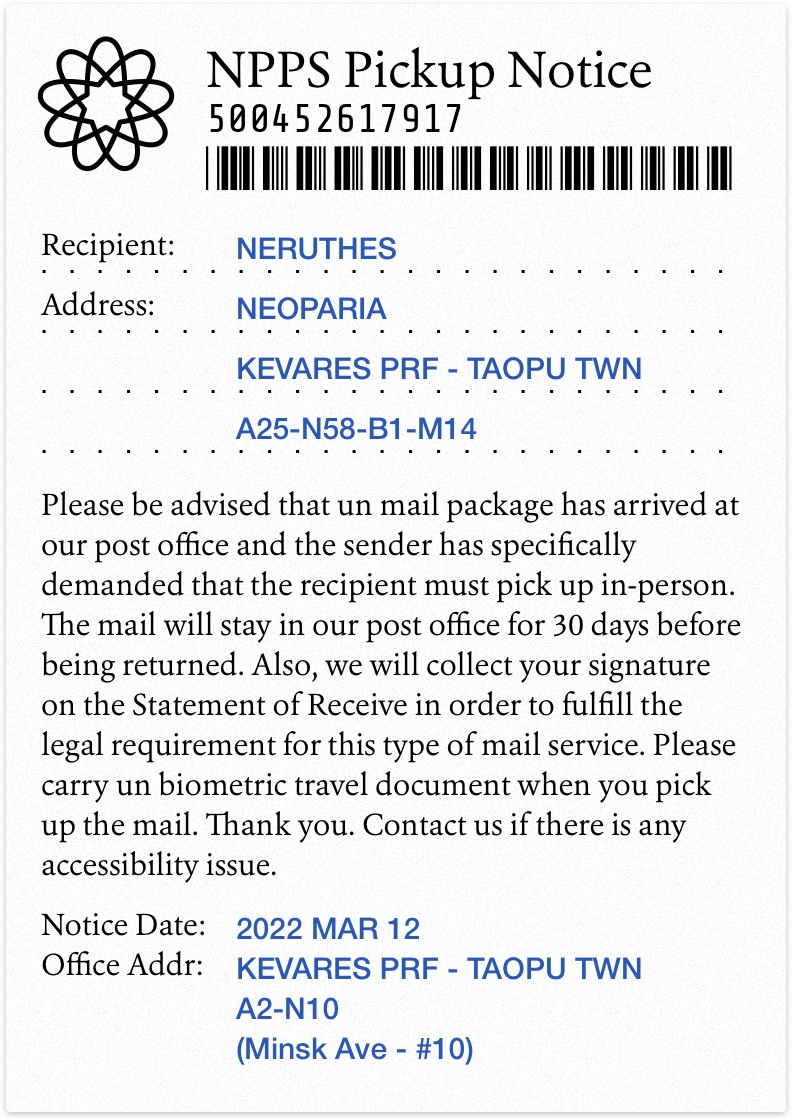 NPPS Pickup Notice
500452617917
Recipient: NERUTHES
Address: NEOPARIA
KEVARES PRF - TAOPU TWN
A25-N58-B1-M14
Please be advised that un mail package has arrived at
our post office and the sender has specifically
demanded that the recipient must pick up in-person.
The mail will stay in our post office for 30 days before
being returned. Also, we will collect your signature
on the Statement of Receive in order to fulfill the
legal requirement for this type of mail service. Please
carry un biometric travel document when you pick
up the mail. Thank you. Contact us if there is any
accessibility issue.
Notice Date: 2022 MAR 12
Office Addr: KEVARES PRF - TAOPU TWN
A2-N10
(Minsk Ave - #10)